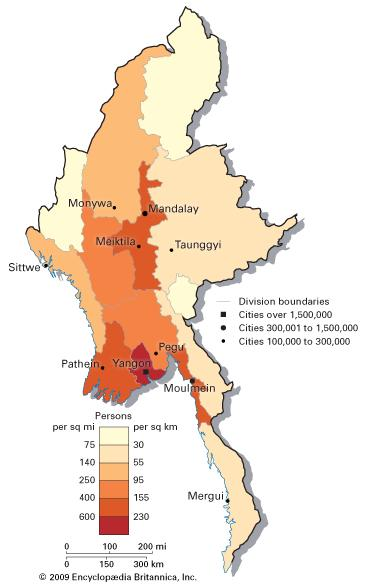 Monywa
Mandalay
Meiktila
Taunggyi
Sittwe
Division boundaries
Cities over 1,500,000
Cities 300,001 to 1,500,000
Cities 100,000 to 300,000
Pegu
Pathein
Yangon
Moulmein
Persons
per sq mi per sq km
75 30
140 55
250 95
400 155
600 230
Mergui
0 100 200 mi
0 150 300 km
© 2009 Encyclopædia Britannica, Inc.